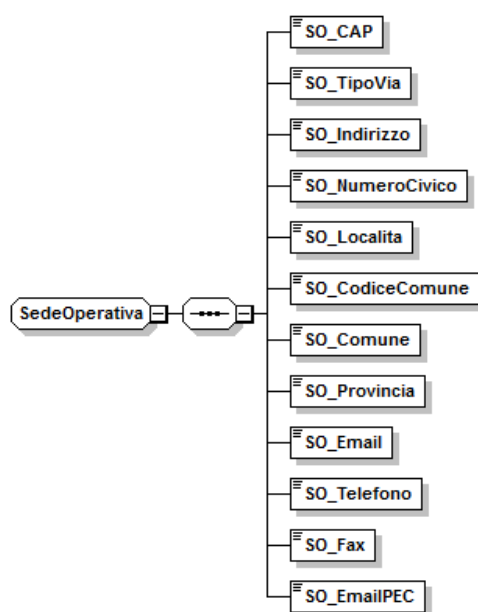 SO_CAP
SO_TipoVia
SO_Indirizzo
SO_NumeroCivico
SO_Localita
SedeOperativa
SO_CodiceComune
SO_Comune
SO_Provincia
SO_Email
SO_Telefono
SO_Fax
SO_EmailPEC